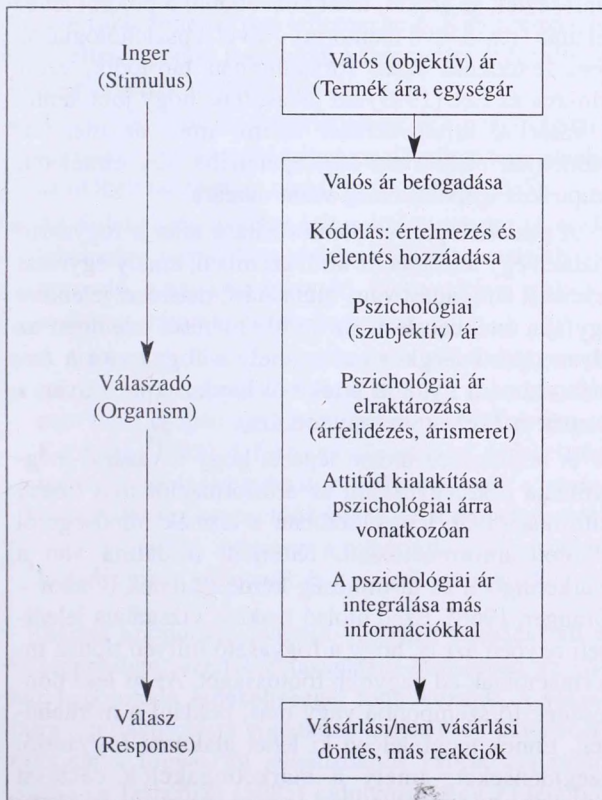 Inger
(Stimulus)
Valós (objektív) ár
(Termék ára, egységár
Valós ár befogadása
Kódolás: értelmezés és
jelentés hozzáadása
Pszichológiai
(szubjektív) ár
Válaszadó
(Organism)
Pszichológiai ár
elraktározása
(árfelidézés, árismeret)
Attitűd kialakítása a
pszichológiai árra
vonatkozóan
A pszichológiai ár
integrálása más
információkkal
Válasz
(Response)
Vásárlási/nem vásárlási
döntés, más reakciók